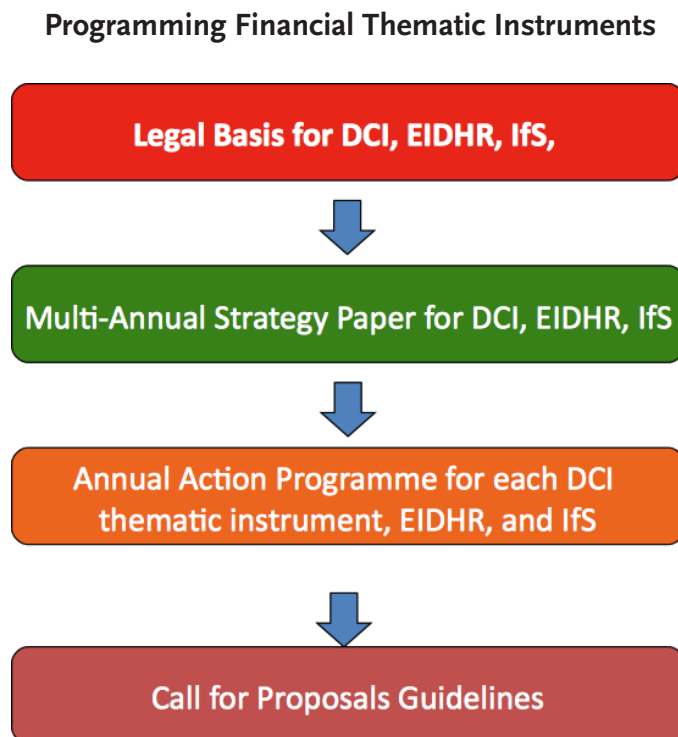 Programming Financial Thematic Instruments
Legal Basis for DCI, EIDHR, IfS,
Multi-Annual Strategy Paper for DCI, EIDHR, IfS
Annual Action Programme for each DCI
thematic instrument, EIDHR, and IfS
Call for Proposals Guidelines